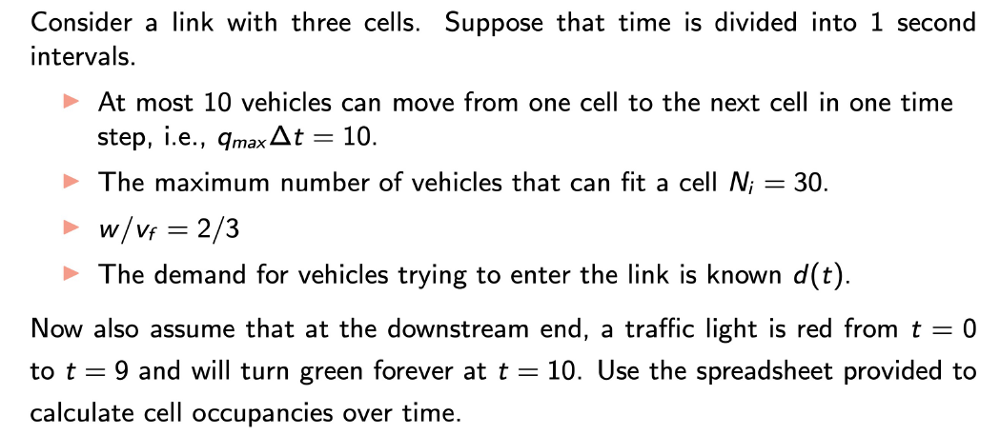 Consider a link with three cells. Suppose that time is divided into 1 second
intervals.
▶ At most 10 vehicles can move from one cell to the next cell in one time
step, i.e., qₘₐₓΔt = 10.
▶ The maximum number of vehicles that can fit a cell Nᵢ = 30.
▶ w/v_f = 2/3
▶ The demand for vehicles trying to enter the link is known d(t).
Now also assume that at the downstream end, a traffic light is red from t = 0
to t = 9 and will turn green forever at t = 10. Use the spreadsheet provided to
calculate cell occupancies over time.